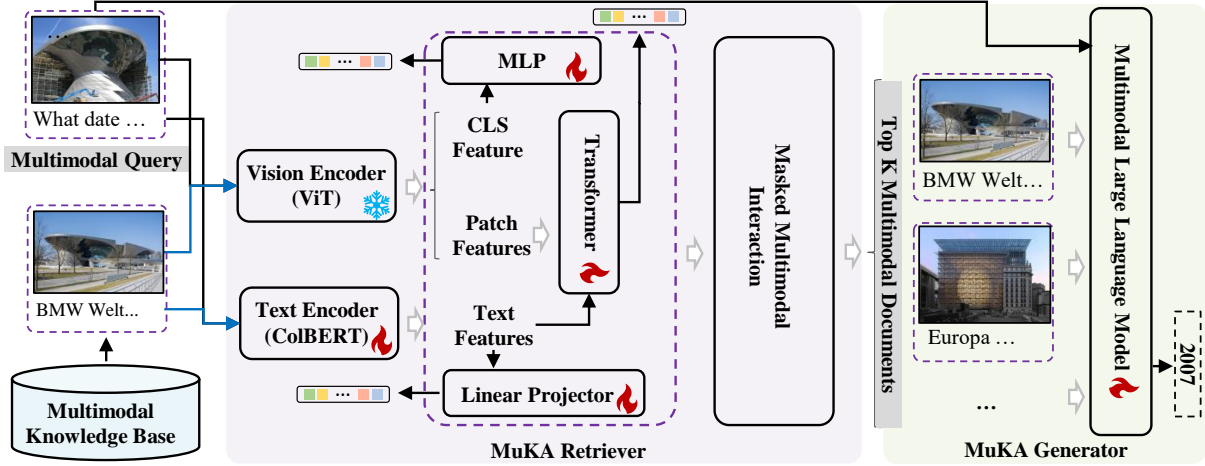 What date …
Multimodal Query
BMW Welt...
Multimodal
Knowledge Base
Vision Encoder
(ViT)
Text Encoder
(ColBERT)
...
MLP
CLS
Feature
Patch
Features
Transformer
Text
Features
...
Linear Projector
...
Masked Multimodal
Interaction
MuKA Retriever
Top K Multimodal Documents
BMW Welt…
Europa …
...
Multimodal Large Language Model
2007
MuKA Generator